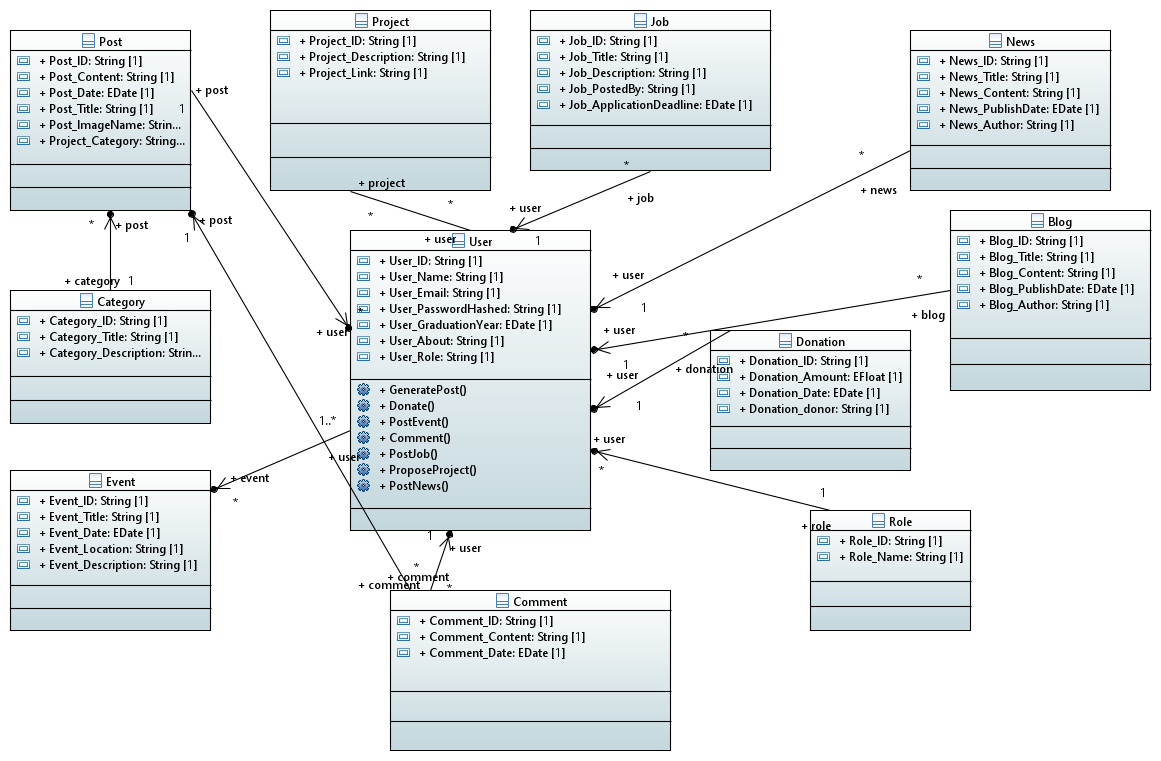 Post
+ Post_ID: String [1]
+ Post_Content: String [1]
+ Post_Date: EDate [1]
+ Post_Title: String [1]
+ Post_ImageName: Strin...
+ Project_Category: String...
Project
+ Project_ID: String [1]
+ Project_Description: String [1]
+ Project_Link: String [1]
Job
+ Job_ID: String [1]
+ Job_Title: String [1]
+ Job_Description: String [1]
+ Job_PostedBy: String [1]
+ Job_ApplicationDeadline: EDate [1]
News
+ News_ID: String [1]
+ News_Title: String [1]
+ News_Content: String [1]
+ News_PublishDate: EDate [1]
+ News_Author: String [1]
+ post
1
+ project
*
*
+ user
*
+ job
+ user
1
*
+ news
+ user
1
*
+ post
+ post
1
+ category
1
Category
+ Category_ID: String [1]
+ Category_Title: String [1]
+ Category_Description: Strin...
User
+ User_ID: String [1]
+ User_Name: String [1]
+ User_Email: String [1]
+ User_PasswordHashed: String [1]
+ User_GraduationYear: EDate [1]
+ User_About: String [1]
+ User_Role: String [1]
+ GeneratePost()
+ Donate()
+ PostEvent()
+ Comment()
+ PostJob()
+ ProposeProject()
+ PostNews()
*
+ user
Blog
+ Blog_ID: String [1]
+ Blog_Title: String [1]
+ Blog_Content: String [1]
+ Blog_PublishDate: EDate [1]
+ Blog_Author: String [1]
*
+ blog
+ user
1
Donation
+ Donation_ID: String [1]
+ Donation_Amount: EFloat [1]
+ Donation_Date: EDate [1]
+ Donation_donor: String [1]
*
+ donation
+ user
1
+ user
*
1
+ role
Role
+ Role_ID: String [1]
+ Role_Name: String [1]
1..*
+ user
+ event
*
Event
+ Event_ID: String [1]
+ Event_Title: String [1]
+ Event_Date: EDate [1]
+ Event_Location: String [1]
+ Event_Description: String [1]
1
+ user
*
+ comment
+ comment
*
Comment
+ Comment_ID: String [1]
+ Comment_Content: String [1]
+ Comment_Date: EDate [1]